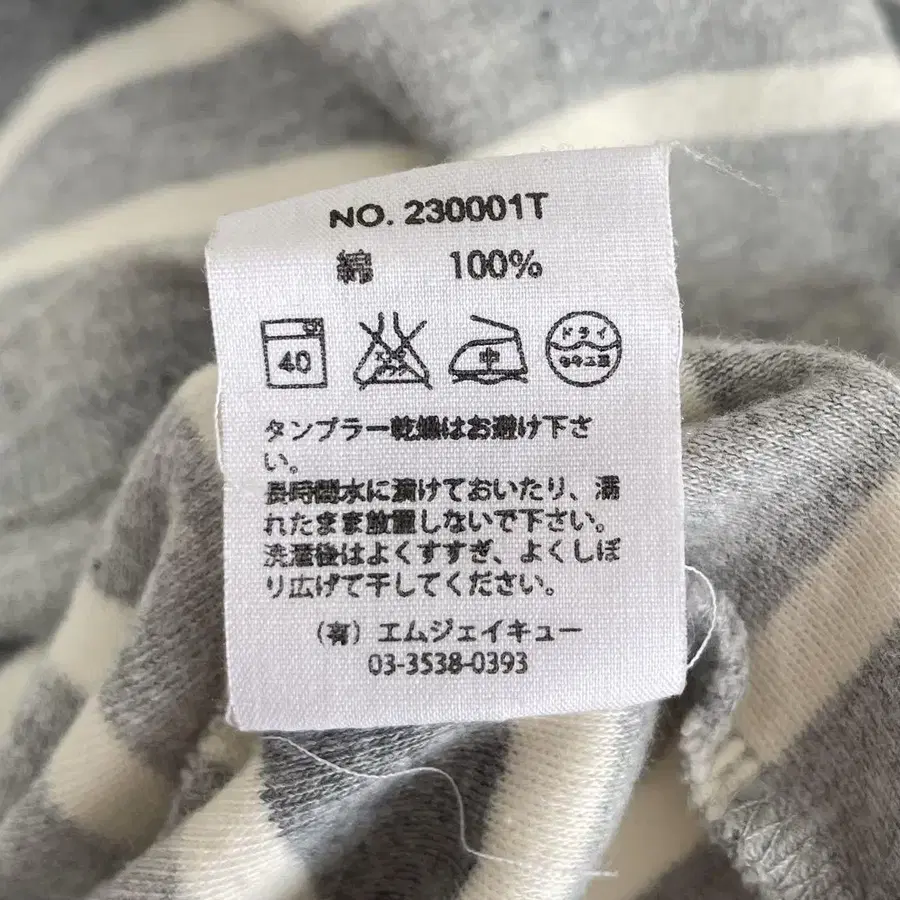 NO. 230001T
綿 100%
40
中
ドライ
タンブラー乾燥はお避け下さ
い。
長時間水に漬けておいたり、濡
れたまま放置しないで下さい。
洗濯後はよくすすぎ、よくしぼ
り広げて干してください。
（有）エムジェイキュー
03-3538-0393